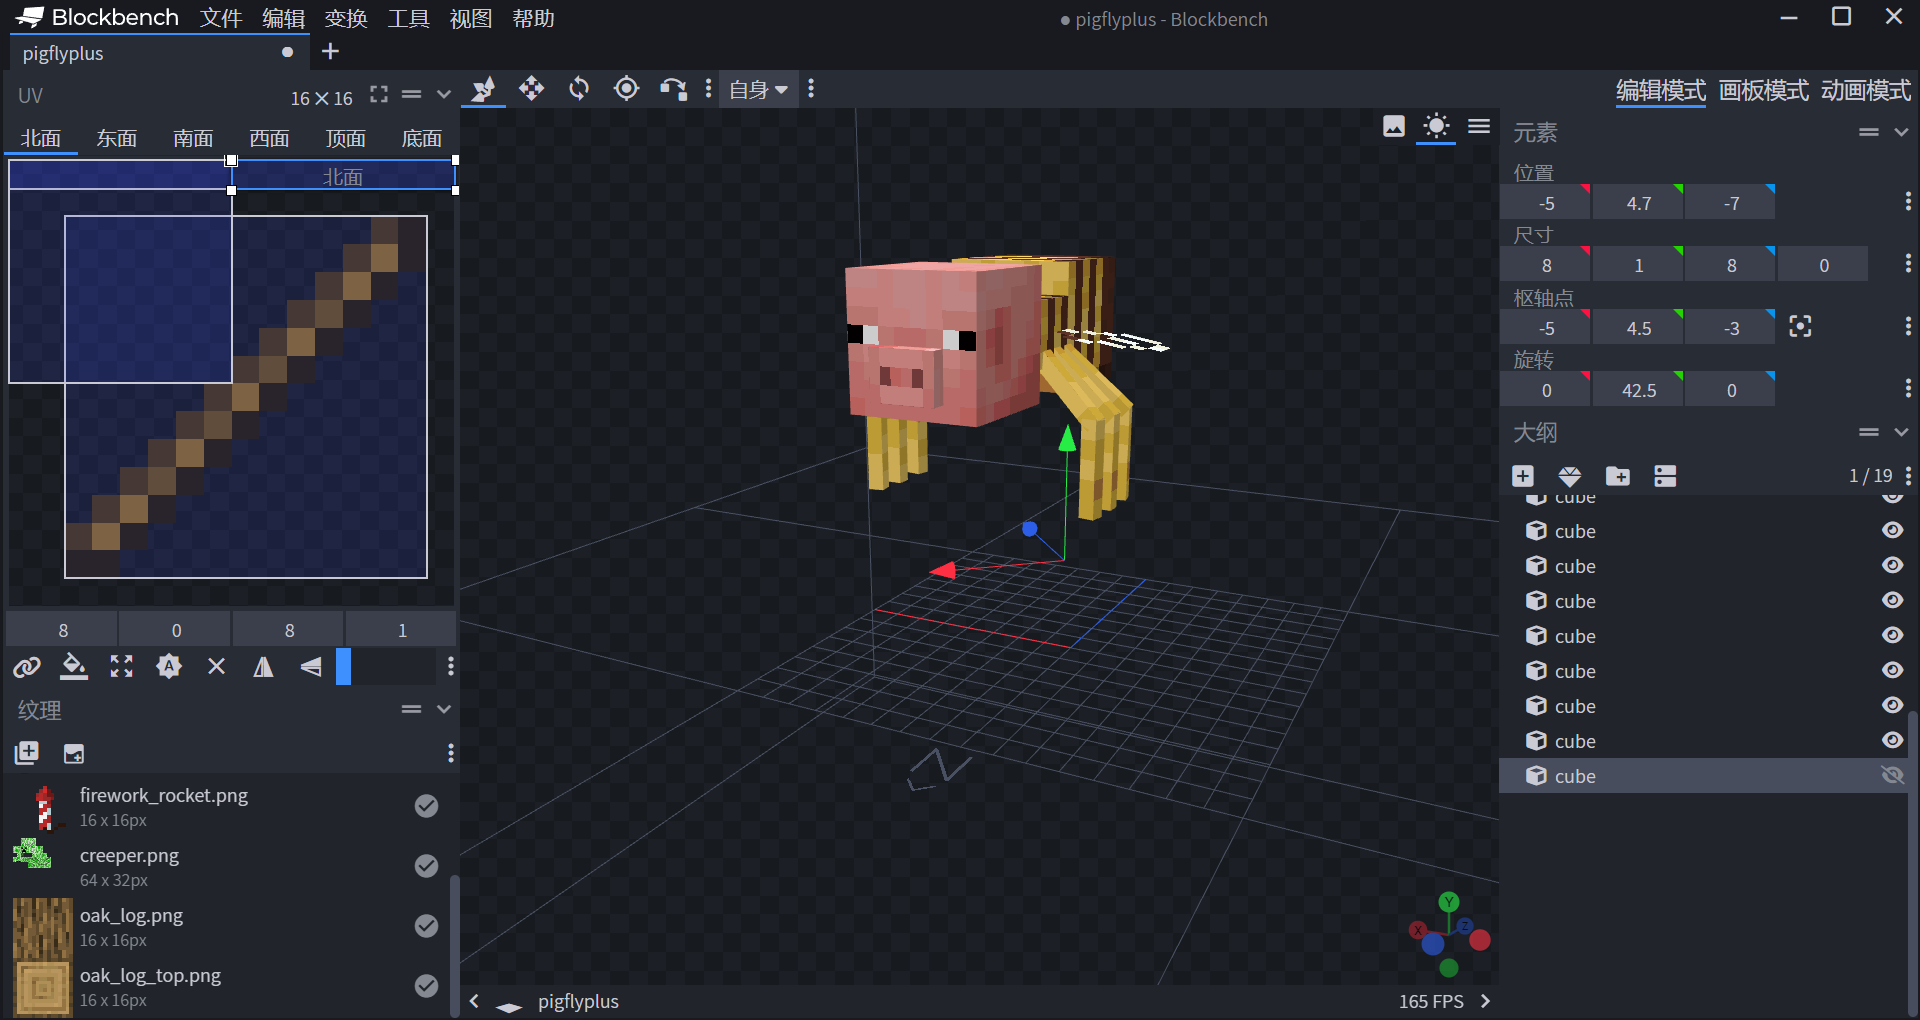 Blockbench 文件 编辑 变换 工具 视图 帮助
pigflyplus - Blockbench
pigflyplus
UV
16×16
自身
编辑模式 画板模式 动画模式
北面 东面 南面 西面 顶面 底面
北面
8 0 8 1
A
纹理
firework_rocket.png
16 x 16px
creeper.png
64 x 32px
oak_log.png
16 x 16px
oak_log_top.png
16 x 16px
Y
X
Z
pigflyplus
165 FPS
元素
位置
-5 4.7 -7
尺寸
8 1 8 0
枢轴点
-5 4.5 -3
旋转
0 42.5 0
大纲
1 / 19
cube
cube
cube
cube
cube
cube
cube
cube
cube